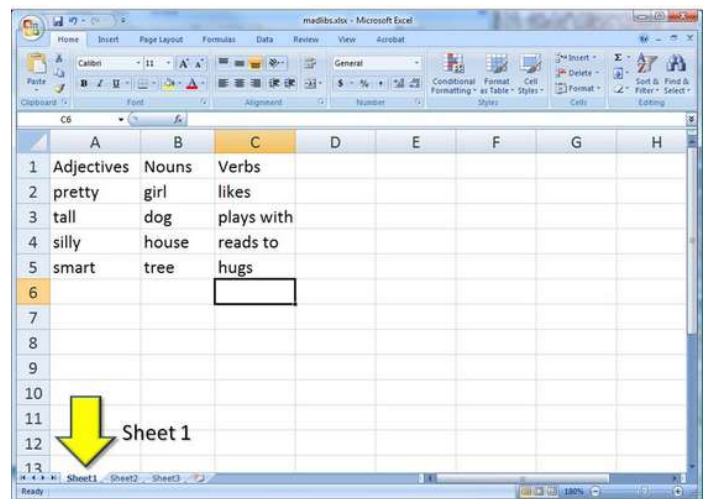 madlibs.xlsx - Microsoft Excel
Home Insert Page Layout Formulas Data Review View Acrobat
Paste
Calibri 11 A A General
B I U A $ % ,
Conditional Formatting Format as Table Cell Styles
Insert
Delete
Format
Σ
Sort & Filter Find & Select
Clipboard Font Alignment Number Styles Cells Editing
C6 fx
A B C D E F G H
1 Adjectives Nouns Verbs
2 pretty girl likes
3 tall dog plays with
4 silly house reads to
5 smart tree hugs
6
7
8
9
10
11
12
13
Sheet 1
Sheet1 Sheet2 Sheet3
Ready 180%